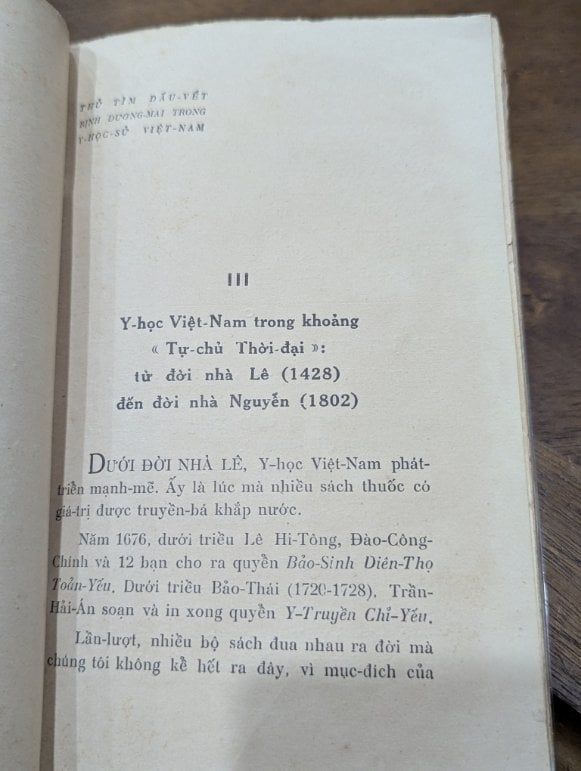 THỬ TÌM DẤU-VẾT
BỊNH DƯƠNG-MAI TRONG
Y-HỌC-SỬ VIỆT-NAM
III
Y-học Việt-Nam trong khoảng
« Tự-chủ Thời-đại »:
từ đời nhà Lê (1428)
đến đời nhà Nguyễn (1802)
DƯỚI ĐỜI NHÀ LÊ, Y-học Việt-Nam phát-
triển mạnh-mẽ. Ấy là lúc mà nhiều sách thuốc có
giá-trị được truyền-bá khắp nước.
Năm 1676, dưới triều Lê Hi-Tông, Đào-Công-
Chính và 12 bạn cho ra quyển Bảo-Sinh Diên-Thọ
Toản-Yếu. Dưới triều Bảo-Thái (1720-1728), Trần-
Hải-Án soạn và in xong quyển Y-Truyền Chỉ-Yếu.
Lần-lượt, nhiều bộ sách đua nhau ra đời mà
chúng tôi không kể hết ra đây, vì mục-đích của